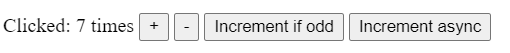 Clicked: 7 times + - Increment if odd Increment async